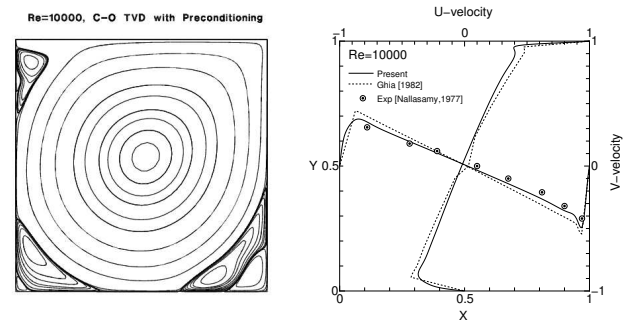 Re=10000, C-O TVD with Preconditioning
U-velocity
-1 0 1
Re=10000
Present
Ghia [1982]
Exp [Nallasamy,1977]
1 1
Y 0.5 0
V-velocity
0 -1
0 0.5 1
X